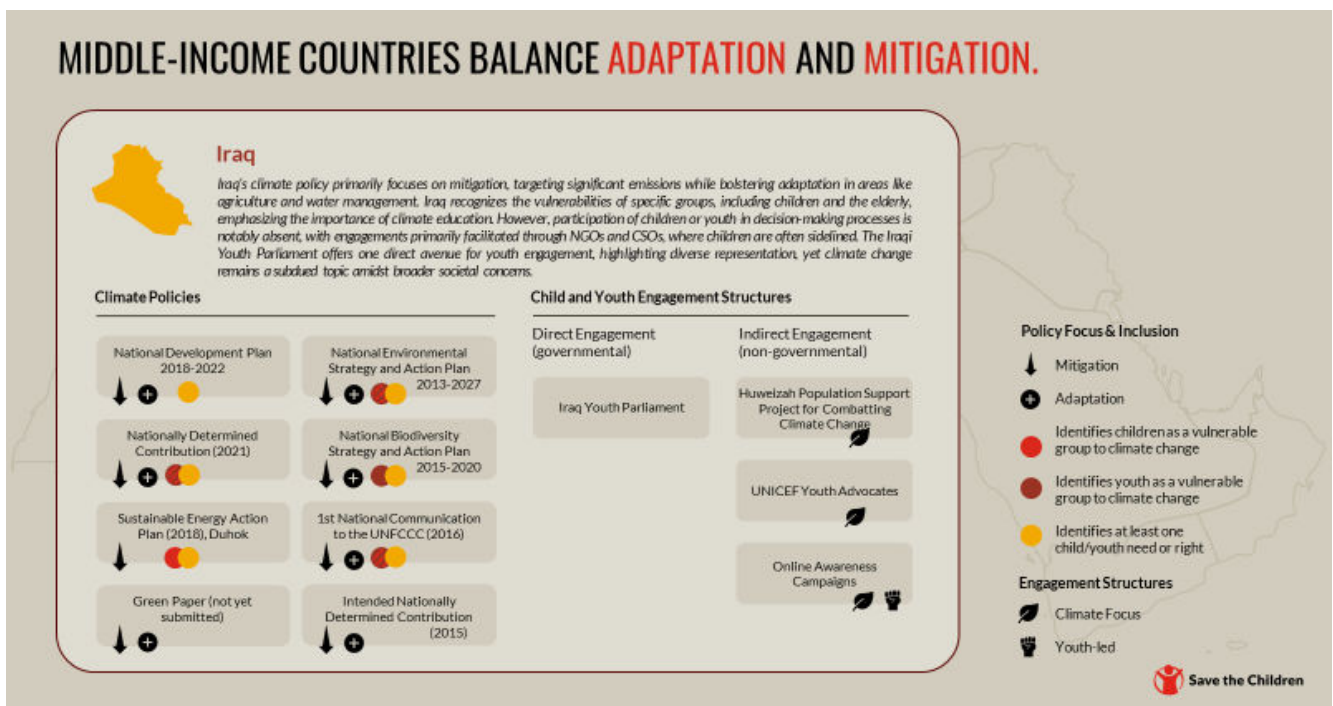 MIDDLE-INCOME COUNTRIES BALANCE ADAPTATION AND MITIGATION.
Iraq
Iraq's climate policy primarily focuses on mitigation, targeting significant emissions while bolstering adaptation in areas like
agriculture and water management. Iraq recognizes the vulnerabilities of specific groups, including children and the elderly,
emphasizing the importance of climate education. However, participation of children or youth in decision-making processes is
notably absent, with engagements primarily facilitated through NGOs and CSOs, where children are often sidelined. The Iraqi
Youth Parliament offers one direct avenue for youth engagement, highlighting diverse representation, yet climate change
remains a subdued topic amidst broader societal concerns.
Climate Policies
National Development Plan
2018-2022
National Environmental
Strategy and Action Plan
2013-2027
Nationally Determined
Contribution (2021)
National Biodiversity
Strategy and Action Plan
2015-2020
Sustainable Energy Action
Plan (2018), Duhok
1st National Communication
to the UNFCCC (2016)
Green Paper (not yet
submitted)
Intended Nationally
Determined Contribution
(2015)
Child and Youth Engagement Structures
Direct Engagement
(governmental)
Iraq Youth Parliament
Indirect Engagement
(non-governmental)
Huweizah Population Support
Project for Combatting
Climate Change
UNICEF Youth Advocates
Online Awareness
Campaigns
Policy Focus & Inclusion
Mitigation
Adaptation
Identifies children as a vulnerable
group to climate change
Identifies youth as a vulnerable
group to climate change
Identifies at least one
child/youth need or right
Engagement Structures
Climate Focus
Youth-led
Save the Children